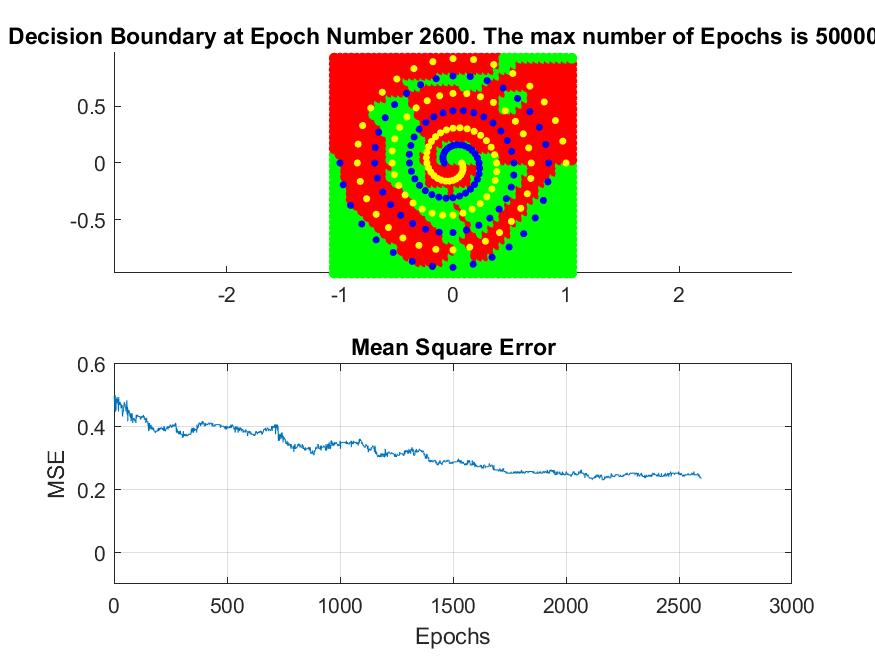 Decision Boundary at Epoch Number 2600. The max number of Epochs is 50000
0.5
0
-0.5
-2 -1 0 1 2
Mean Square Error
0.6
0.4
0.2
0
MSE
0 500 1000 1500 2000 2500 3000
Epochs